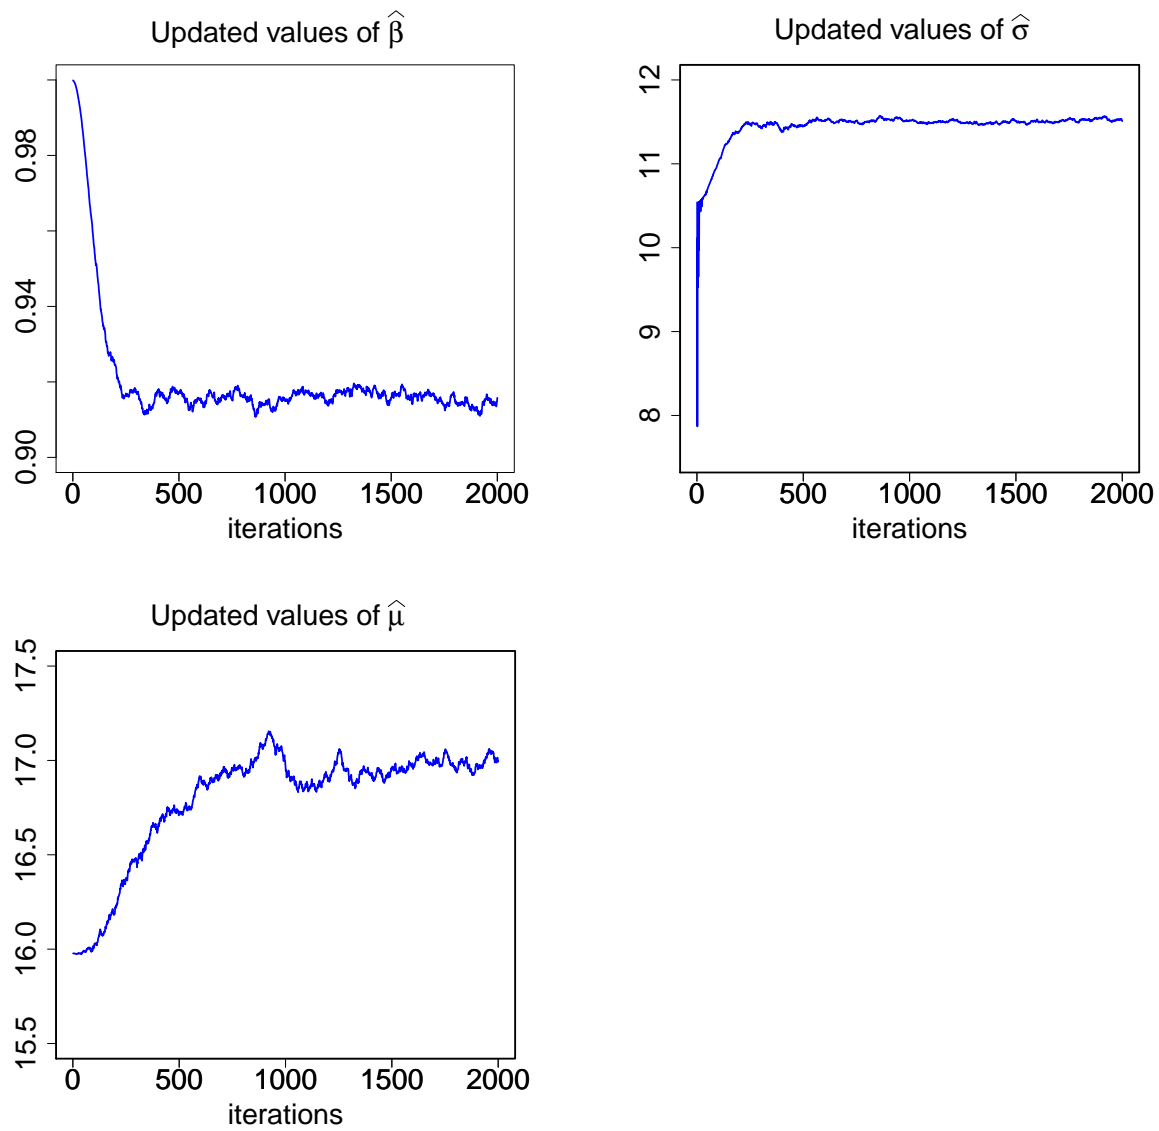 Updated values of β̂
0.98
0.94
0.90
0 500 1000 1500 2000
iterations
Updated values of σ̂
12
11
10
9
8
0 500 1000 1500 2000
iterations
Updated values of μ̂
17.5
17.0
16.5
16.0
15.5
0 500 1000 1500 2000
iterations